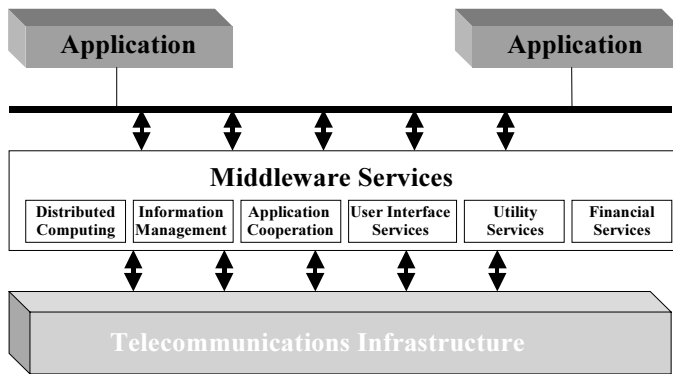 Application Application
Middleware Services
Distributed Information Application User Interface Utility Financial
Computing Management Cooperation Services Services Services
Telecommunications Infrastructure